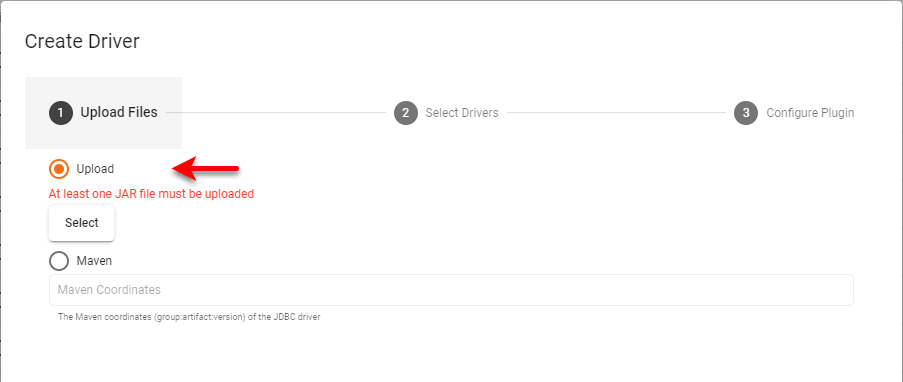 Create Driver
1 Upload Files 2 Select Drivers 3 Configure Plugin
Upload
At least one JAR file must be uploaded
Select
Maven
Maven Coordinates
The Maven coordinates (group:artifact:version) of the JDBC driver